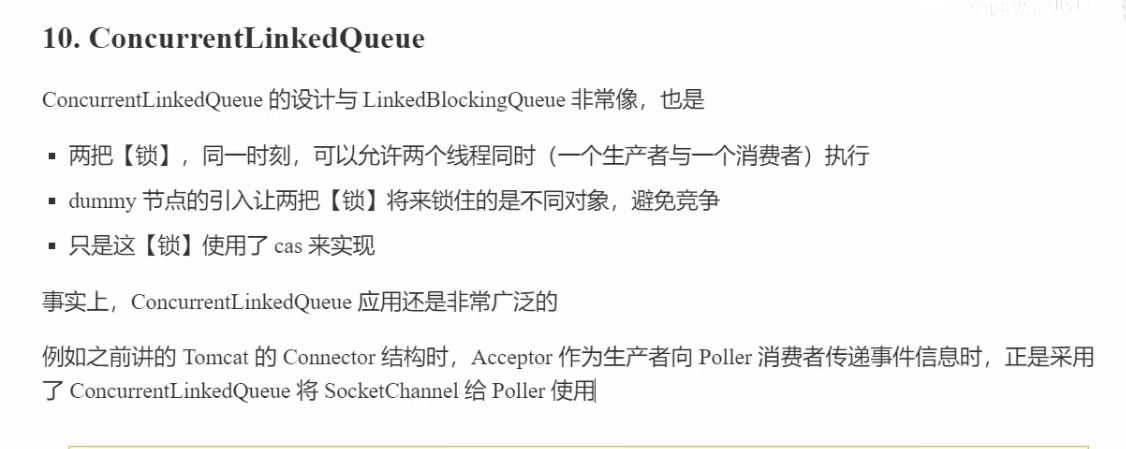 10. ConcurrentLinkedQueue
ConcurrentLinkedQueue 的设计与 LinkedBlockingQueue 非常像，也是
▪ 两把【锁】，同一时刻，可以允许两个线程同时（一个生产者与一个消费者）执行
▪ dummy 节点的引入让两把【锁】将来锁住的是不同对象，避免竞争
▪ 只是这【锁】使用了 cas 来实现
事实上，ConcurrentLinkedQueue 应用还是非常广泛的
例如之前讲的 Tomcat 的 Connector 结构时，Acceptor 作为生产者向 Poller 消费者传递事件信息时，正是采用
了 ConcurrentLinkedQueue 将 SocketChannel 给 Poller 使用